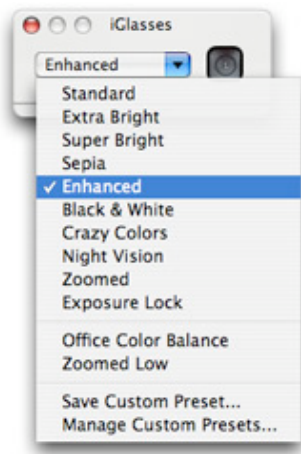 iGlasses
Enhanced
Standard
Extra Bright
Super Bright
Sepia
✓ Enhanced
Black & White
Crazy Colors
Night Vision
Zoomed
Exposure Lock
Office Color Balance
Zoomed Low
Save Custom Preset...
Manage Custom Presets...